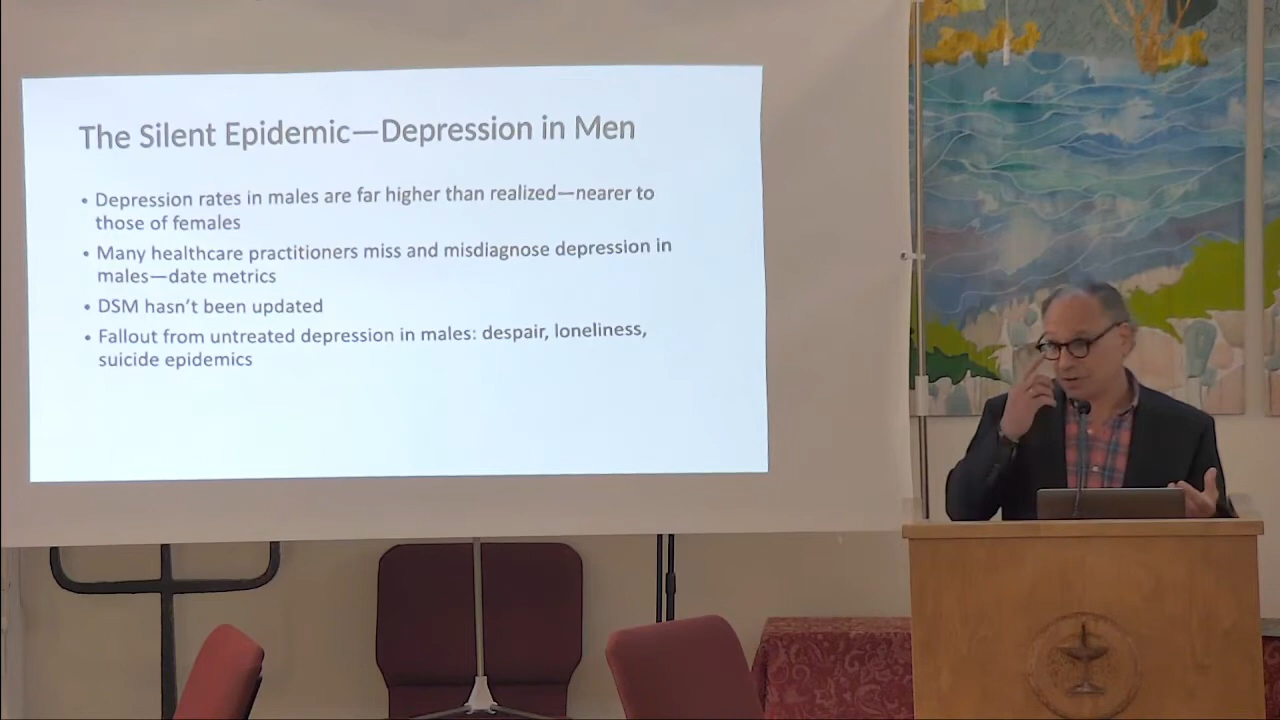 The Silent Epidemic—Depression in Men
• Depression rates in males are far higher than realized—nearer to
those of females
• Many healthcare practitioners miss and misdiagnose depression in
males—date metrics
• DSM hasn't been updated
• Fallout from untreated depression in males: despair, loneliness,
suicide epidemics